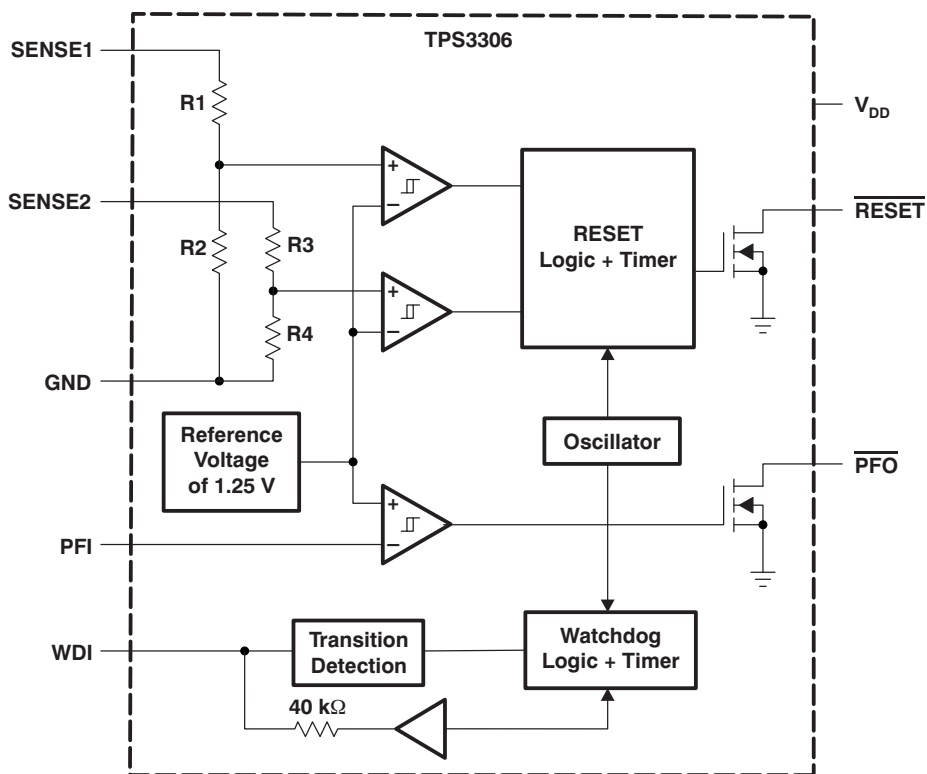 TPS3306
SENSE1
R1
V_DD
+
−
SENSE2
RESET
R2
R3
RESET
Logic + Timer
+
−
R4
GND
Reference
Voltage
of 1.25 V
Oscillator
PFO
+
−
PFI
WDI
Transition
Detection
Watchdog
Logic + Timer
40 kΩ